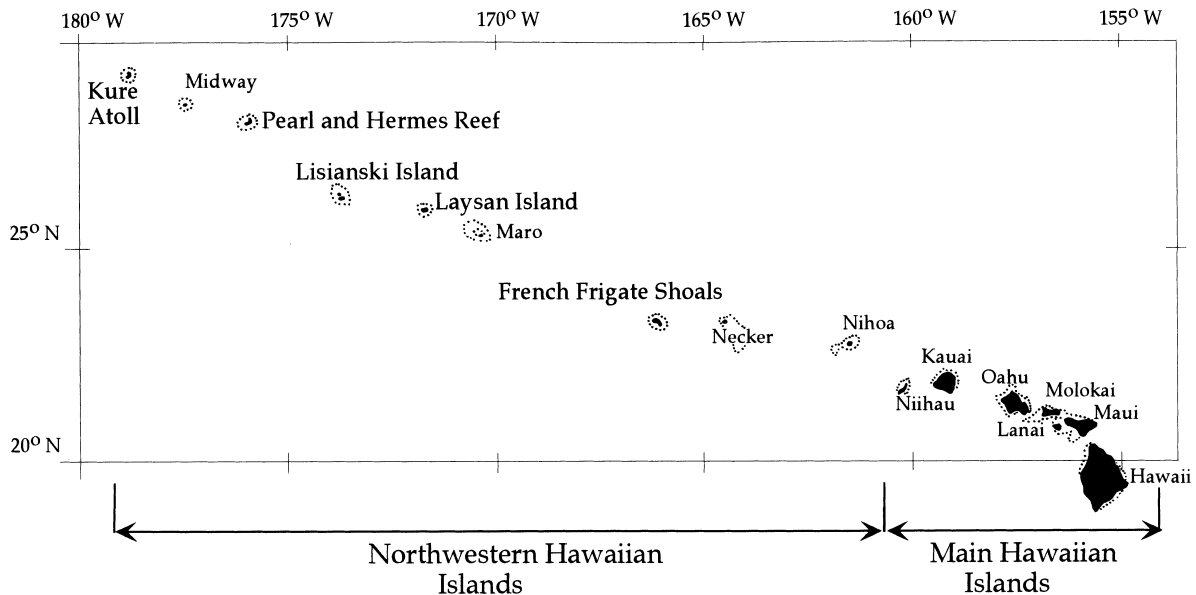 180° W 175° W 170° W 165° W 160° W 155° W
Kure
Atoll
Midway
Pearl and Hermes Reef
Lisianski Island
Laysan Island
Maro
25° N
French Frigate Shoals
Necker
Nihoa
Kauai
Niihau
Oahu
Molokai
Maui
Lanai
20° N
Hawaii
Northwestern Hawaiian
Islands
Main Hawaiian
Islands